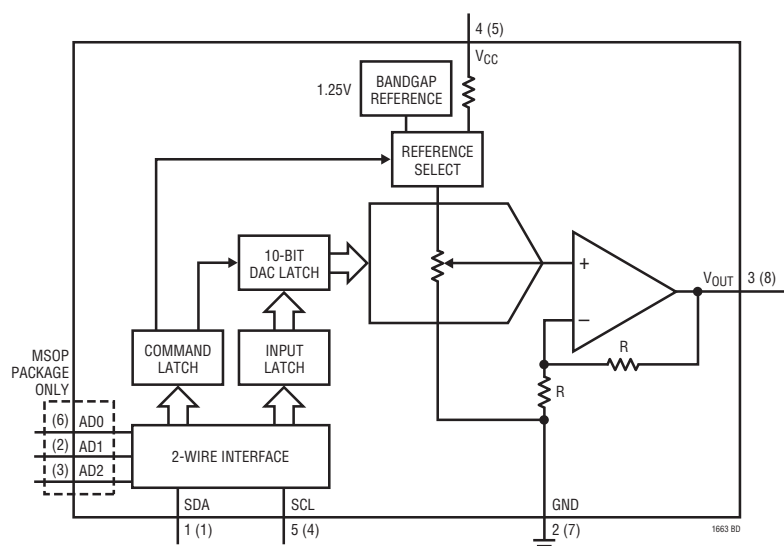 4 (5)
VCC
1.25V
BANDGAP
REFERENCE
REFERENCE
SELECT
10-BIT
DAC LATCH
+
–
VOUT
3 (8)
R
R
COMMAND
LATCH
INPUT
LATCH
MSOP
PACKAGE
ONLY
(6) AD0
(2) AD1
(3) AD2
2-WIRE INTERFACE
SDA
SCL
GND
1 (1)
5 (4)
2 (7)
1663 BD